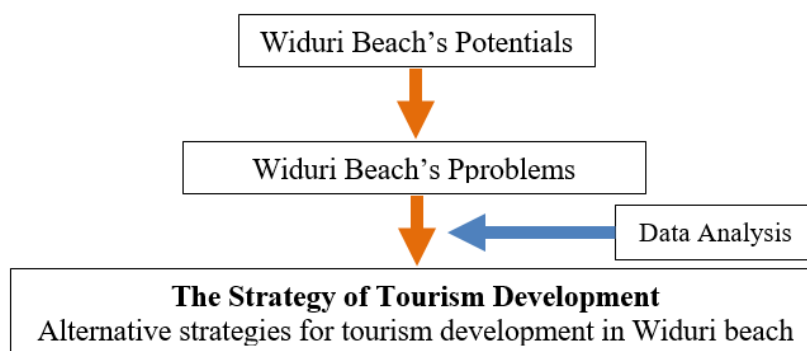 Widuri Beach's Potentials
Widuri Beach's Pproblems
Data Analysis
The Strategy of Tourism Development
Alternative strategies for tourism development in Widuri beach